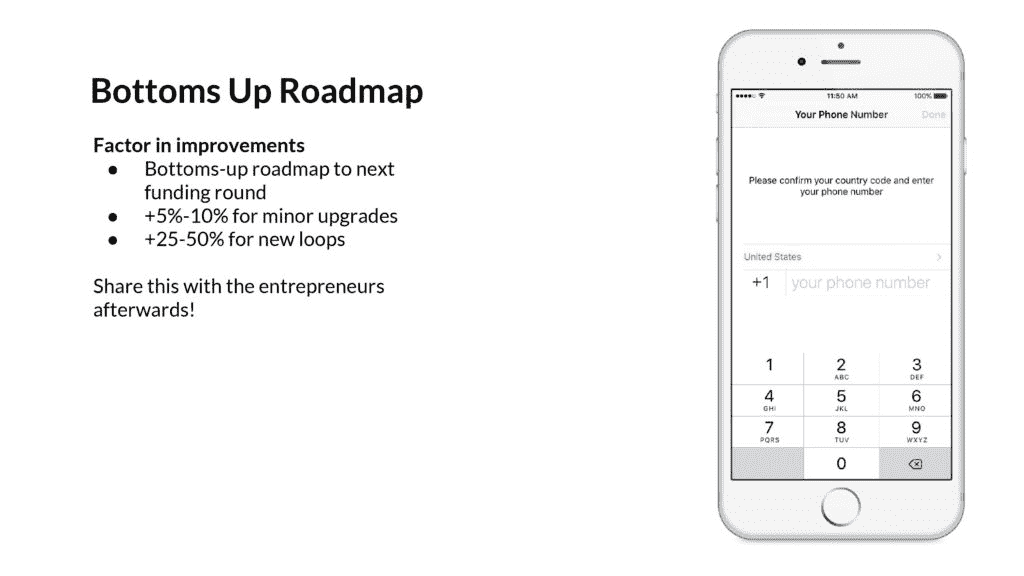 Bottoms Up Roadmap
Factor in improvements
● Bottoms-up roadmap to next
funding round
● +5%-10% for minor upgrades
● +25-50% for new loops
Share this with the entrepreneurs
afterwards!
11:50 AM 100%
Your Phone Number Done
Please confirm your country code and enter
your phone number
United States
+1 your phone number
1 2 3
ABC DEF
4 5 6
GHI JKL MNO
7 8 9
PQRS TUV WXYZ
0